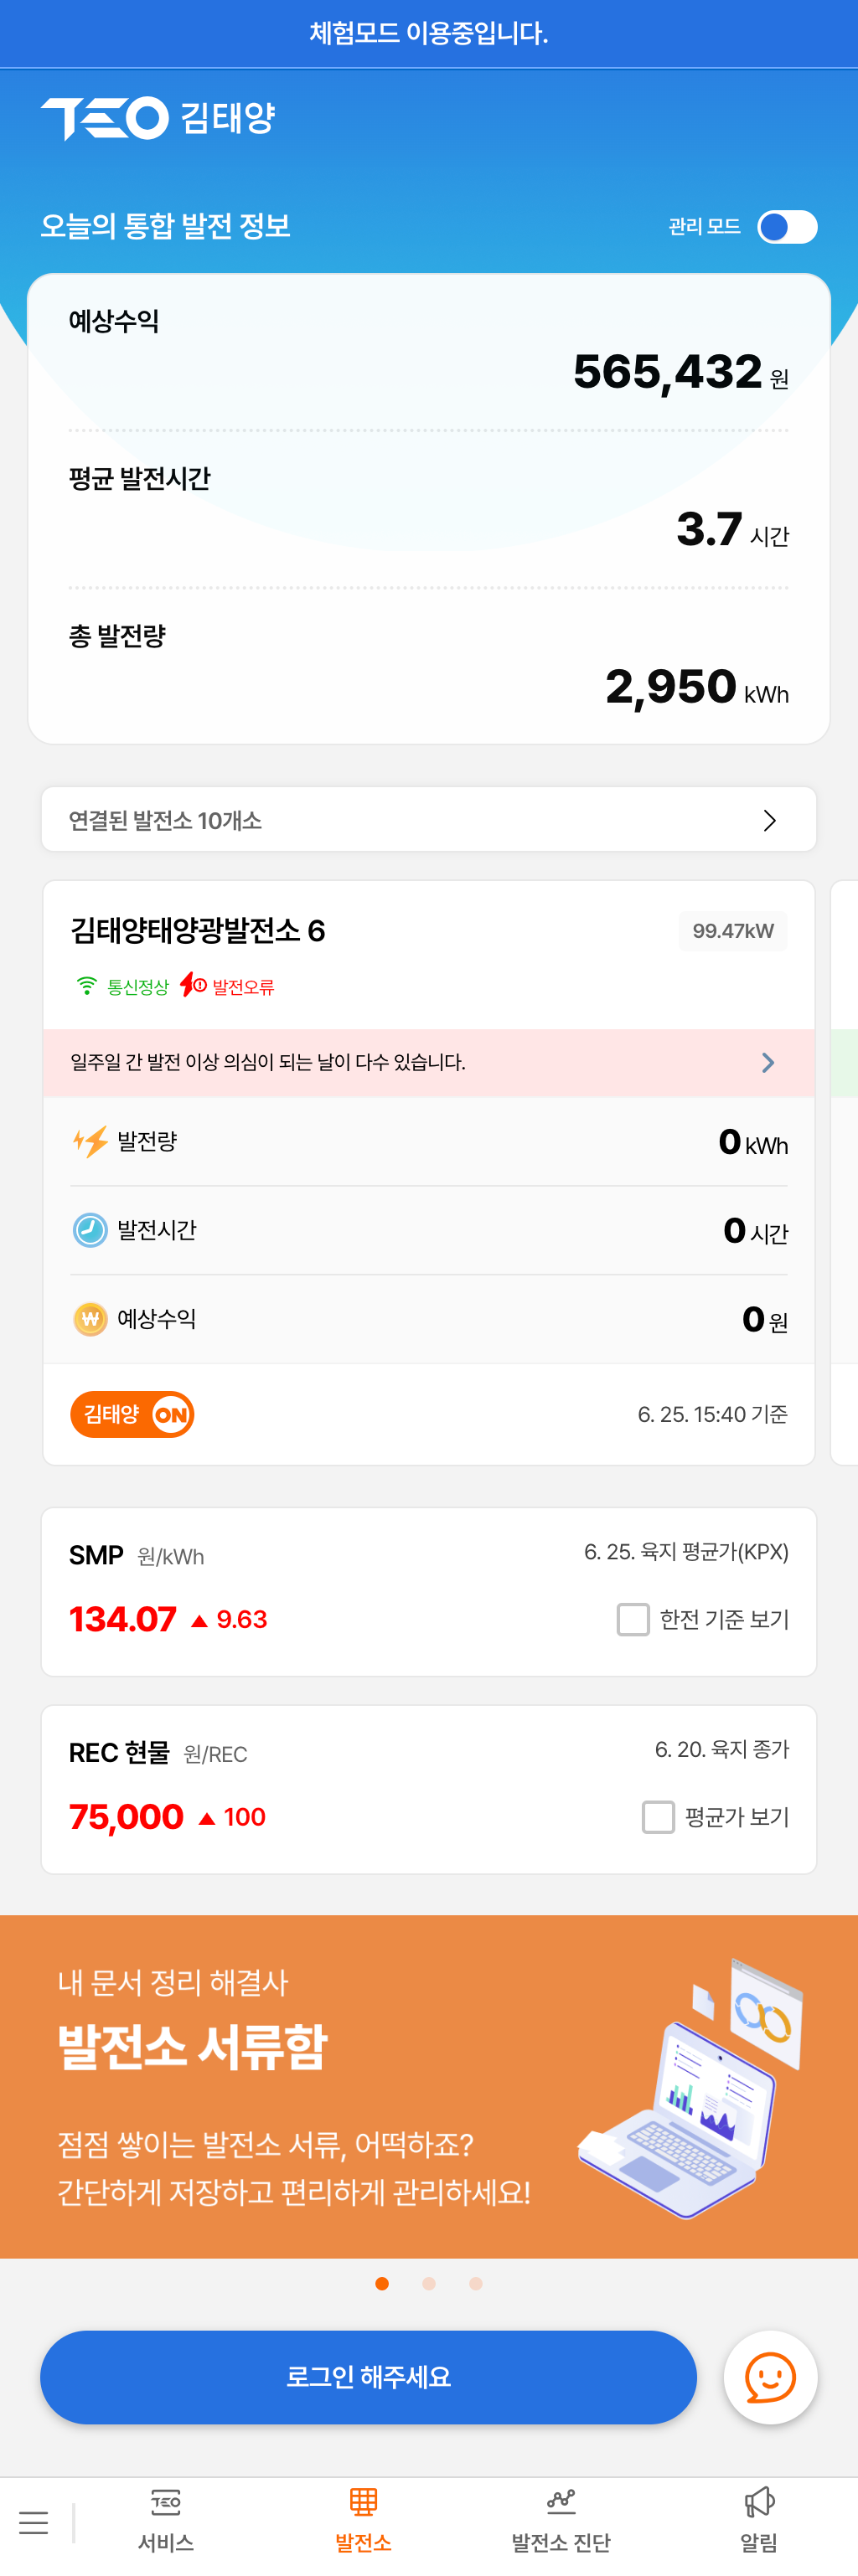 체험모드 이용중입니다.
TEO 김태양
오늘의 통합 발전 정보
관리 모드
예상수익
565,432 원
평균 발전시간
3.7 시간
총 발전량
2,950 kWh
연결된 발전소 10개소
김태양태양광발전소 6
99.47kW
통신정상 발전오류
일주일 간 발전 이상 의심이 되는 날이 다수 있습니다.
발전량 0 kWh
발전시간 0 시간
₩ 예상수익 0 원
김태양 ON
6. 25. 15:40 기준
SMP 원/kWh
6. 25. 육지 평균가(KPX)
134.07 ▲ 9.63
한전 기준 보기
REC 현물 원/REC
6. 20. 육지 종가
75,000 ▲ 100
평균가 보기
내 문서 정리 해결사
발전소 서류함
점점 쌓이는 발전소 서류, 어떡하죠?
간단하게 저장하고 편리하게 관리하세요!
로그인 해주세요
TEO
서비스
발전소
발전소 진단
알림